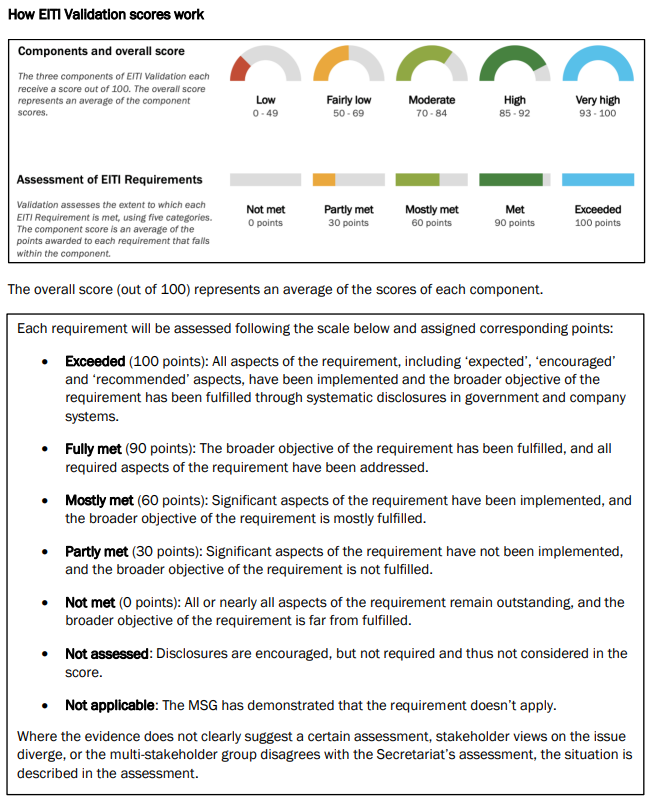 How EITI Validation scores work
Components and overall score
The three components of EITI Validation each
receive a score out of 100. The overall score
represents an average of the component
scores.
Low
0 - 49
Fairly low
50 - 69
Moderate
70 - 84
High
85 - 92
Very high
93 - 100
Assessment of EITI Requirements
Validation assesses the extent to which each
EITI Requirement is met, using five categories.
The component score is an average of the
points awarded to each requirement that falls
within the component.
Not met
0 points
Partly met
30 points
Mostly met
60 points
Met
90 points
Exceeded
100 points
The overall score (out of 100) represents an average of the scores of each component.
Each requirement will be assessed following the scale below and assigned corresponding points:
• Exceeded (100 points): All aspects of the requirement, including ‘expected’, ‘encouraged’
and ‘recommended’ aspects, have been implemented and the broader objective of the
requirement has been fulfilled through systematic disclosures in government and company
systems.
• Fully met (90 points): The broader objective of the requirement has been fulfilled, and all
required aspects of the requirement have been addressed.
• Mostly met (60 points): Significant aspects of the requirement have been implemented, and
the broader objective of the requirement is mostly fulfilled.
• Partly met (30 points): Significant aspects of the requirement have not been implemented,
and the broader objective of the requirement is not fulfilled.
• Not met (0 points): All or nearly all aspects of the requirement remain outstanding, and the
broader objective of the requirement is far from fulfilled.
• Not assessed: Disclosures are encouraged, but not required and thus not considered in the
score.
• Not applicable: The MSG has demonstrated that the requirement doesn’t apply.
Where the evidence does not clearly suggest a certain assessment, stakeholder views on the issue
diverge, or the multi-stakeholder group disagrees with the Secretariat’s assessment, the situation is
described in the assessment.